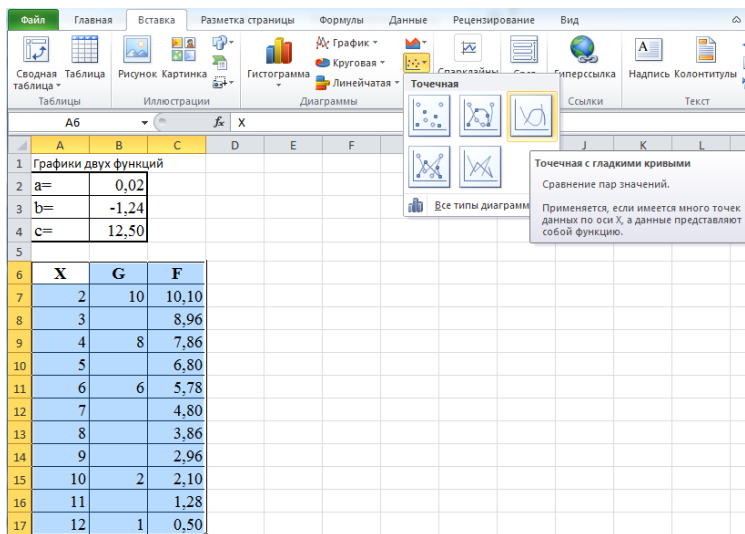 Файл Главная Вставка Разметка страницы Формулы Данные Рецензирование Вид
График
Круговая
Сводная таблица Таблица Рисунок Картинка Гистограмма Линейчатая Спарклайны Гиперссылка Надпись Колонтитулы
Таблицы Иллюстрации Диаграммы Ссылки Текст
Точечная
A6 fx X
A B C D E F J K L
1 Графики двух функций
2 a= 0,02
3 b= -1,24
4 c= 12,50
5
6 X G F
7 2 10 10,10
8 3 8,96
9 4 8 7,86
10 5 6,80
11 6 6 5,78
12 7 4,80
13 8 3,86
14 9 2,96
15 10 2 2,10
16 11 1,28
17 12 1 0,50
Все типы диаграмм
Точечная с гладкими кривыми
Сравнение пар значений.
Применяется, если имеется много точек
данных по оси X, а данные представляют
собой функцию.